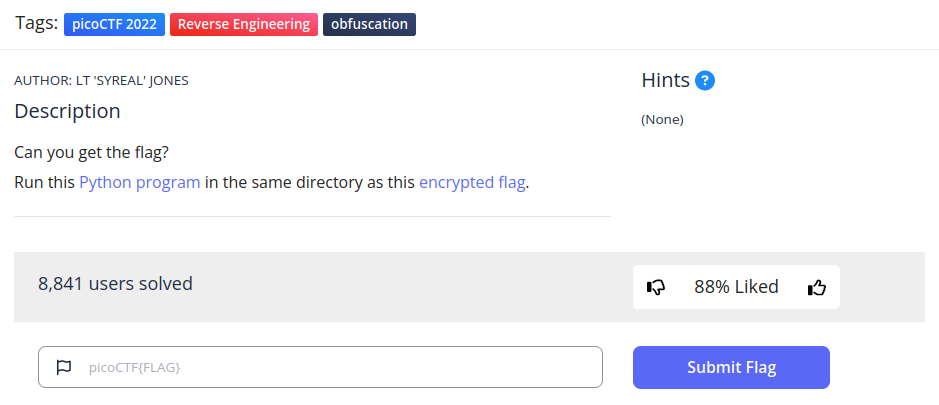 Tags: picoCTF 2022 Reverse Engineering obfuscation
AUTHOR: LT 'SYREAL' JONES
Description
Can you get the flag?
Run this Python program in the same directory as this encrypted flag.
Hints ?
(None)
8,841 users solved
88% Liked
picoCTF{FLAG}
Submit Flag